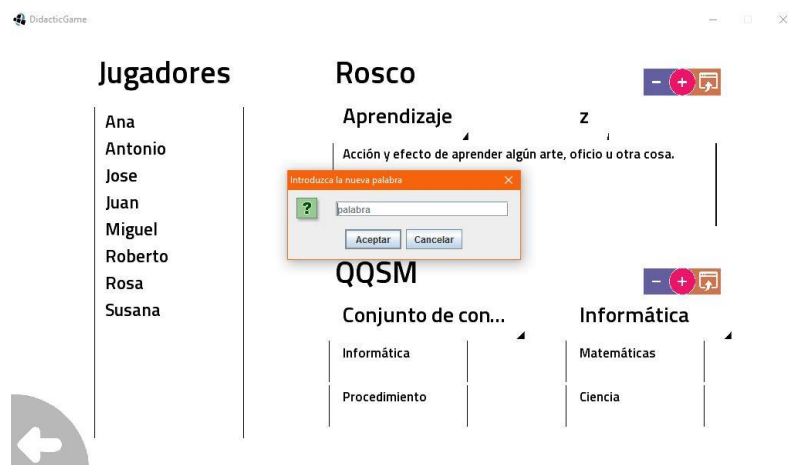 DidacticGame
Jugadores
Ana
Antonio
Jose
Juan
Miguel
Roberto
Rosa
Susana
Rosco
Aprendizaje
z
Acción y efecto de aprender algún arte, oficio u otra cosa.
Introduzca la nueva palabra
?
palabra
Aceptar
Cancelar
QQSM
Conjunto de con...
Informática
Informática
Matemáticas
Procedimiento
Ciencia